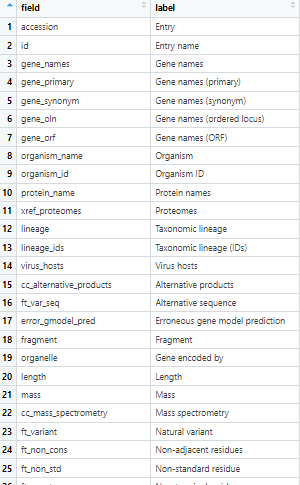 field label
1 accession Entry
2 id Entry name
3 gene_names Gene names
4 gene_primary Gene names (primary)
5 gene_synonym Gene names (synonym)
6 gene_oln Gene names (ordered locus)
7 gene_orf Gene names (ORF)
8 organism_name Organism
9 organism_id Organism ID
10 protein_name Protein names
11 xref_proteomes Proteomes
12 lineage Taxonomic lineage
13 lineage_ids Taxonomic lineage (IDs)
14 virus_hosts Virus hosts
15 cc_alternative_products Alternative products
16 ft_var_seq Alternative sequence
17 error_gmodel_pred Erroneous gene model prediction
18 fragment Fragment
19 organelle Gene encoded by
20 length Length
21 mass Mass
22 cc_mass_spectrometry Mass spectrometry
23 ft_variant Natural variant
24 ft_non_cons Non-adjacent residues
25 ft_non_std Non-standard residue